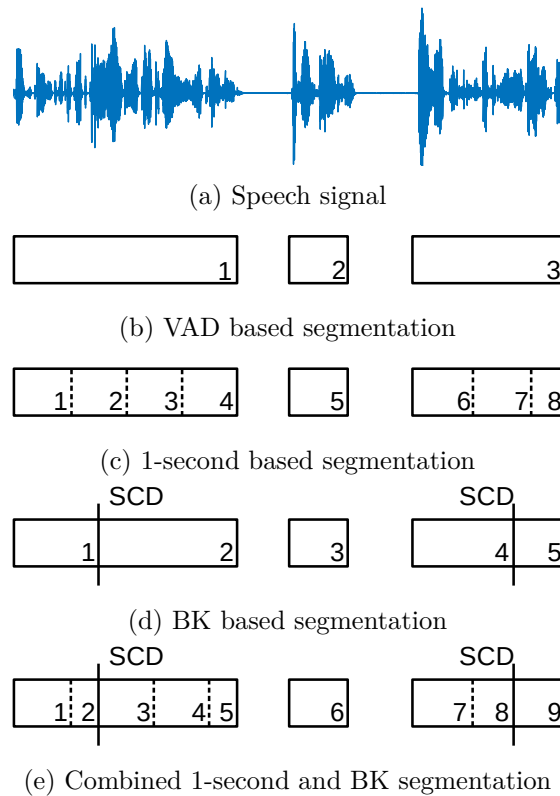 (a) Speech signal
1 2 3
(b) VAD based segmentation
1 2 3 4 5 6 7 8
(c) 1-second based segmentation
SCD SCD
1 2 3 4 5
(d) BK based segmentation
SCD SCD
1 2 3 4 5 6 7 8 9
(e) Combined 1-second and BK segmentation